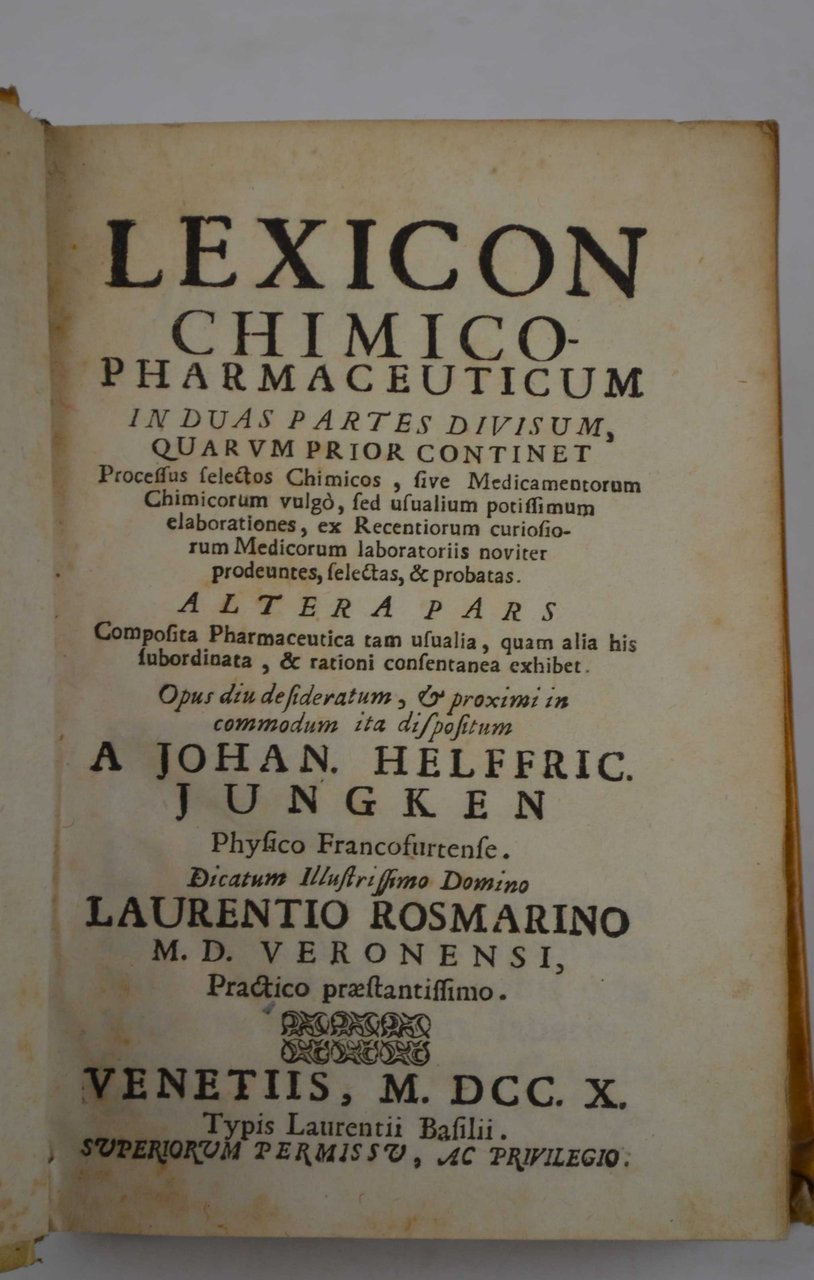 LEXICON
CHIMICO-
PHARMACEUTICUM
IN DUAS PARTES DIVISUM,
QUARVM PRIOR CONTINET
Proceſſus ſelectos Chimicos, ſive Medicamentorum
Chimicorum vulgò, ſed uſualium potiſſimum
elaborationes, ex Recentiorum curioſio-
rum Medicorum laboratoriis noviter
prodeuntes, ſelectas, & probatas.
ALTERA PARS
Compoſita Pharmaceutica tam uſualia, quam alia his
ſubordinata, & rationi conſentanea exhibet.
Opus diu deſideratum, & proximi in
commodum ita diſpoſitum
A JOHAN. HELFFRIC.
JUNGKEN
Phyſico Francofurtenſe.
Dicatum Illuſtriſſimo Domino
LAURENTIO ROSMARINO
M. D. VERONENSI,
Practico præſtantiſſimo.
VENETIIS, M. DCC. X.
Typis Laurentii Baſilii.
SUPERIORUM PERMISSU, AC PRIVILEGIO.